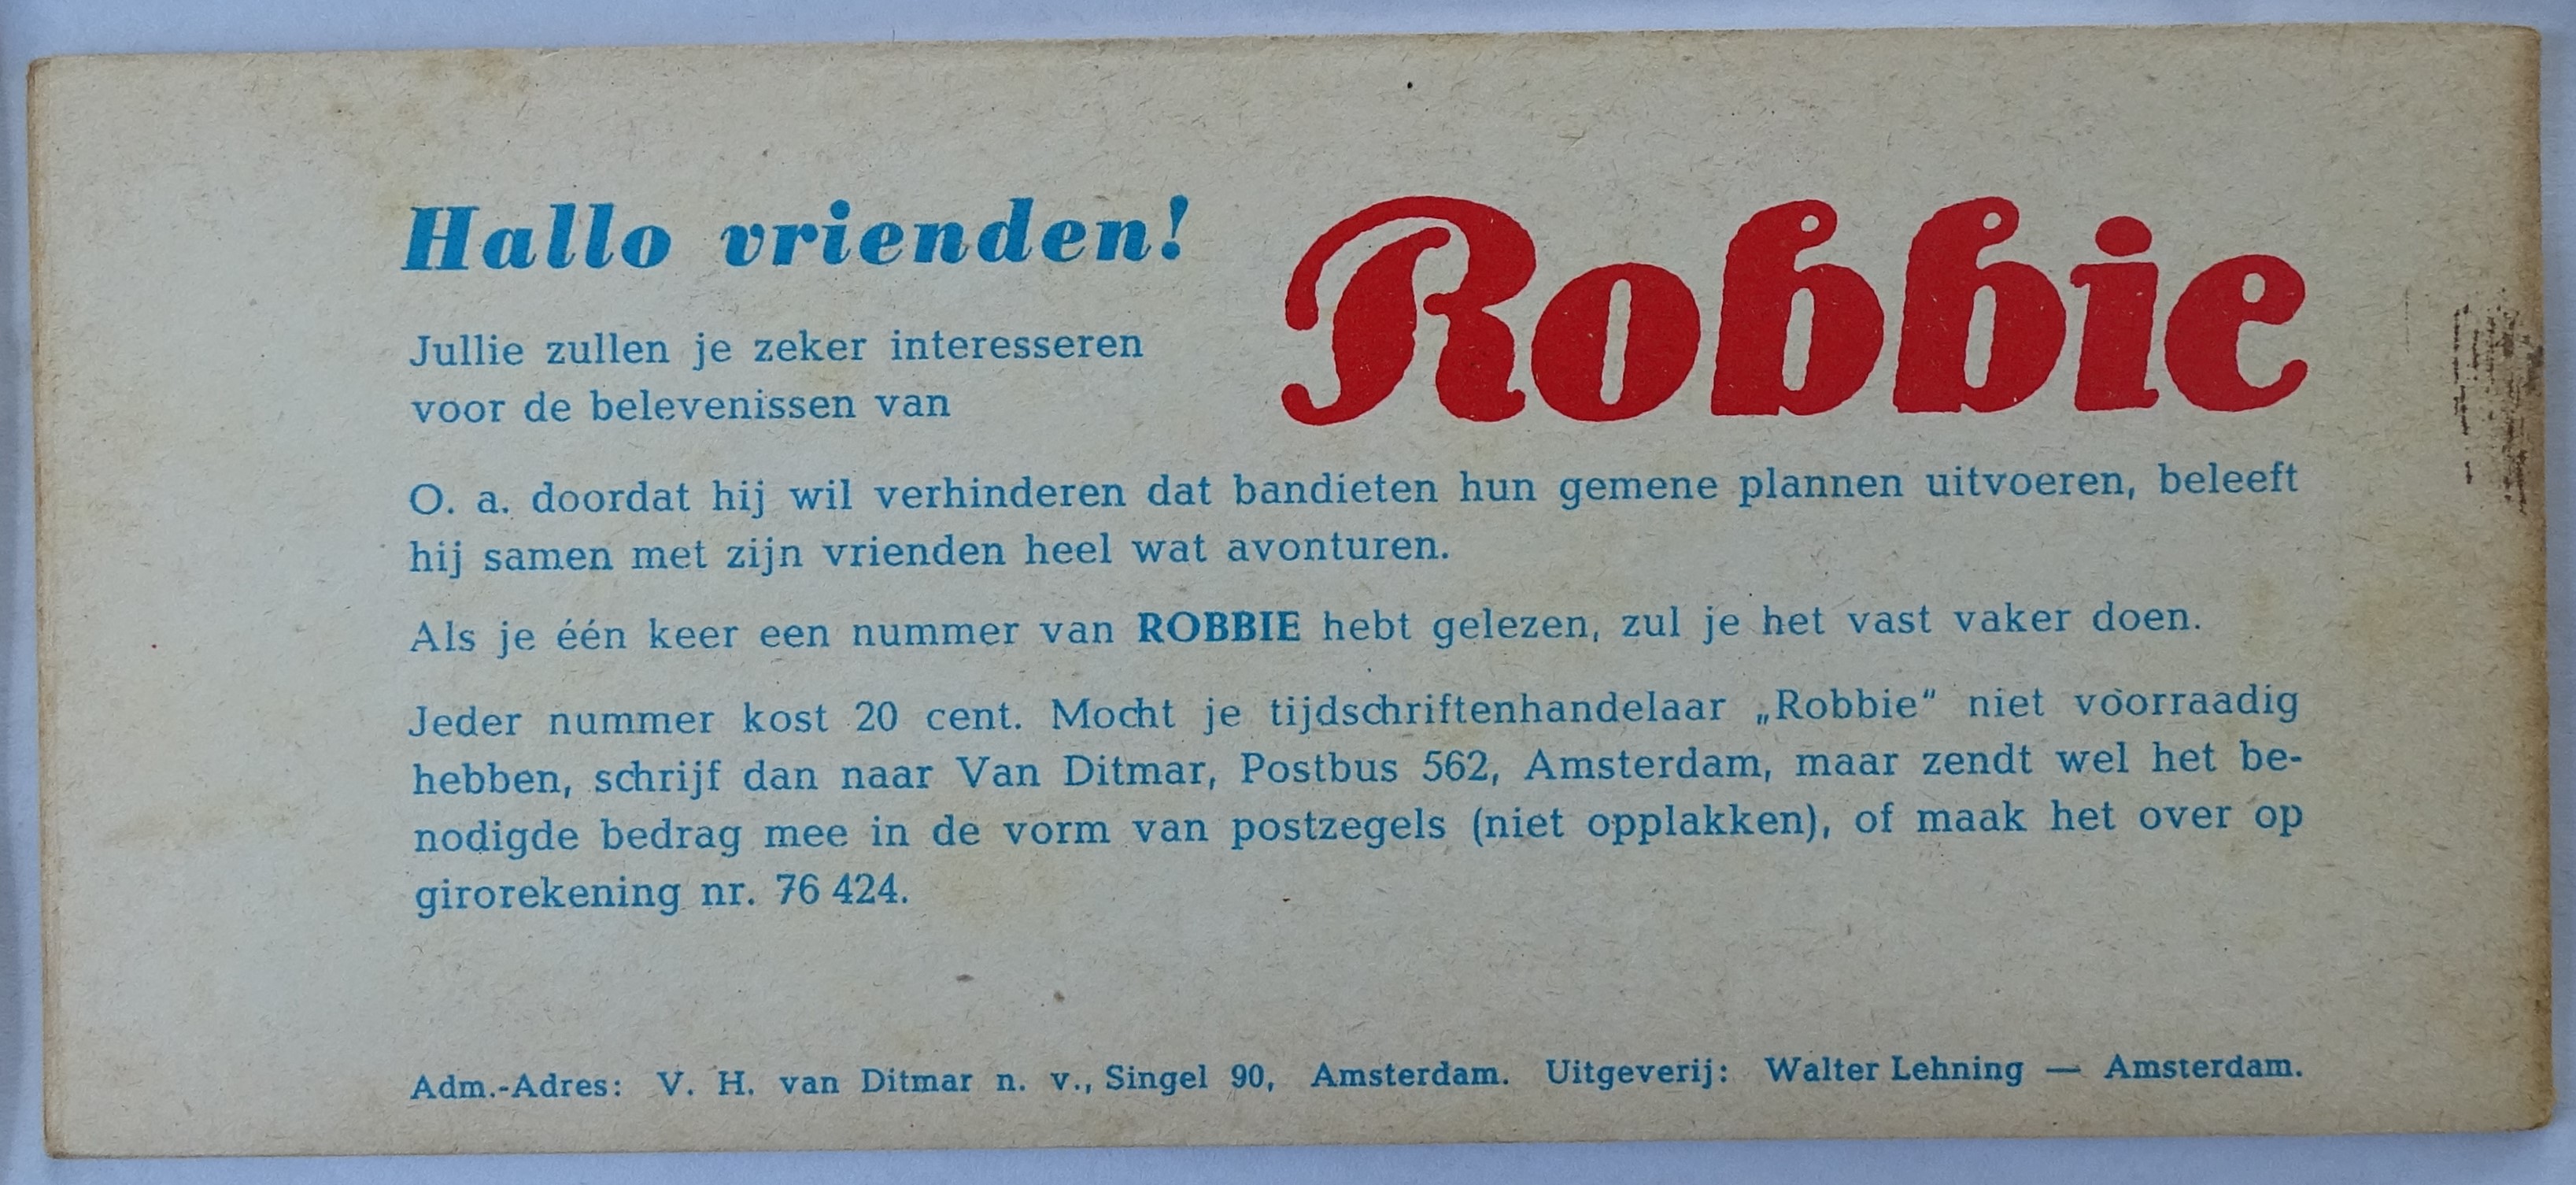 Hallo vrienden!
Jullie zullen je zeker interesseren
voor de belevenissen van
Robbie
O. a. doordat hij wil verhinderen dat bandieten hun gemene plannen uitvoeren, beleeft
hij samen met zijn vrienden heel wat avonturen.
Als je één keer een nummer van ROBBIE hebt gelezen, zul je het vast vaker doen.
Jeder nummer kost 20 cent. Mocht je tijdschriftenhandelaar „Robbie“ niet voorraadig
hebben, schrijf dan naar Van Ditmar, Postbus 562, Amsterdam, maar zendt wel het be-
nodigde bedrag mee in de vorm van postzegels (niet opplakken), of maak het over op
girorekening nr. 76 424.
Adm.-Adres: V. H. van Ditmar n. v., Singel 90, Amsterdam. Uitgeverij: Walter Lehning — Amsterdam.